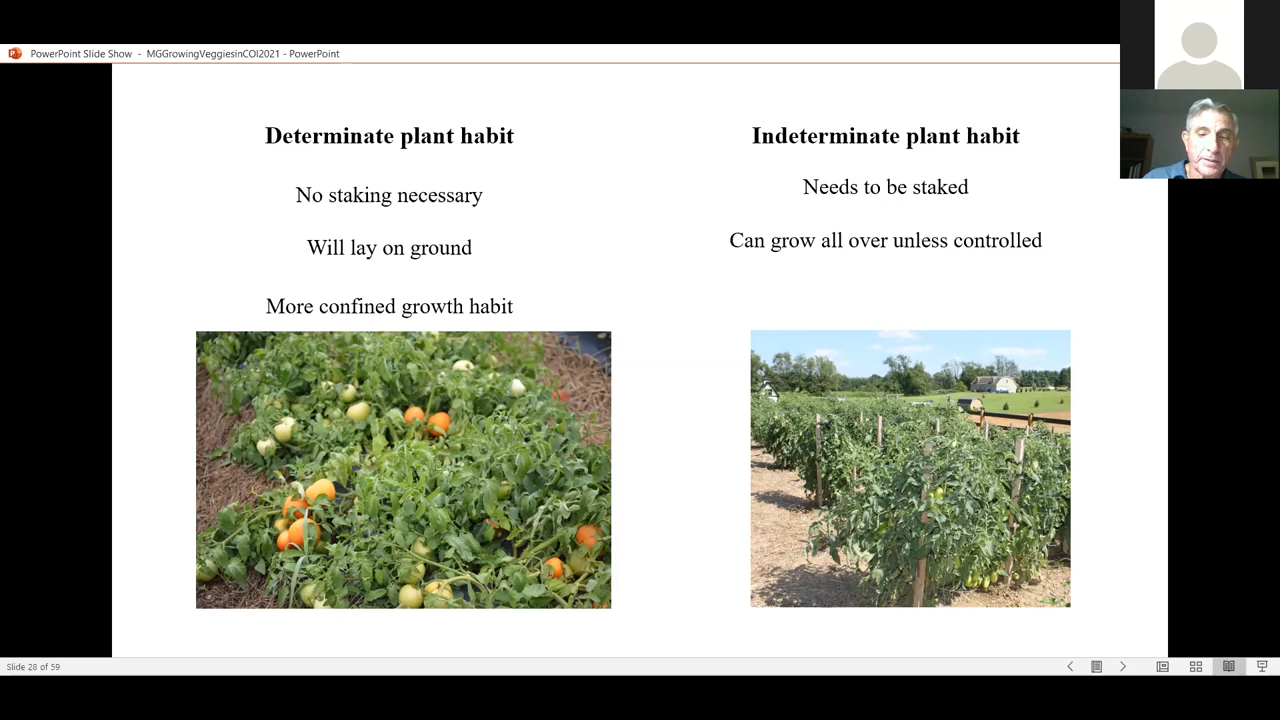 PowerPoint Slide Show - MGGrowingVeggiesinCOI2021 - PowerPoint
Determinate plant habit
No staking necessary
Will lay on ground
More confined growth habit
Indeterminate plant habit
Needs to be staked
Can grow all over unless controlled
Slide 28 of 59